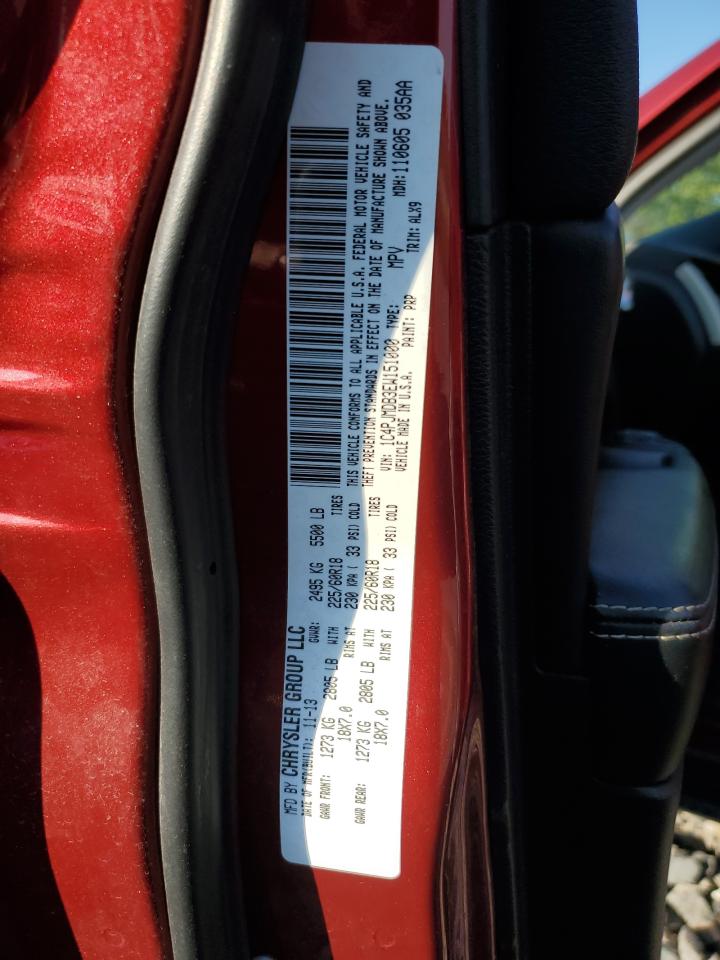 MFD BY CHRYSLER GROUP LLC
DATE OF MFR(BUILT): 11-13 GVWR: 2495 KG 5500 LB
GAWR FRONT: 1273 KG 2805 LB WITH 225/60R18 TIRES
18X7.0 RIMS AT 230 KPA ( 33 PSI) COLD
GAWR REAR: 1273 KG 2805 LB WITH 225/60R18 TIRES
18X7.0 RIMS AT 230 KPA ( 33 PSI) COLD
THIS VEHICLE CONFORMS TO ALL APPLICABLE U.S.A. FEDERAL MOTOR VEHICLE SAFETY AND
THEFT PREVENTION STANDARDS IN EFFECT ON THE DATE OF MANUFACTURE SHOWN ABOVE.
VIN: 1C4PJMDB3EW151000 TYPE: MPV MDH:110605 035AA
VEHICLE MADE IN U.S.A. PAINT: PRP TRIM: ALX9